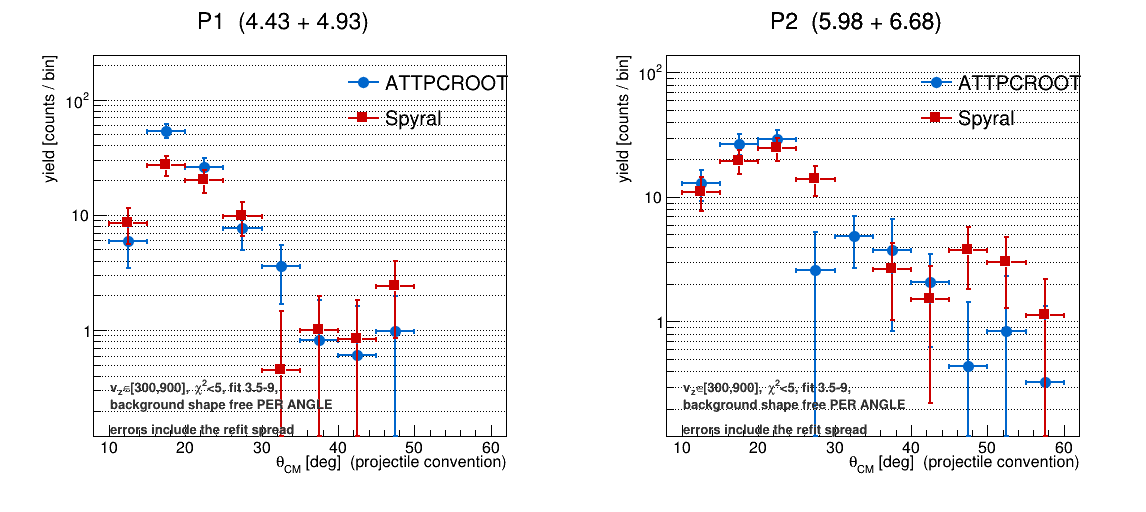 P1 (4.43 + 4.93)
yield [counts / bin]
10²
10
1
ATTPCROOT
Spyral
v_z∈[300,900], χ²<5, fit 3.5-9,
background shape free PER ANGLE
errors include the refit spread
10 20 30 40 50 60
θ_CM [deg] (projectile convention)
P2 (5.98 + 6.68)
yield [counts / bin]
10²
10
1
ATTPCROOT
Spyral
v_z∈[300,900], χ²<5, fit 3.5-9,
background shape free PER ANGLE
errors include the refit spread
10 20 30 40 50 60
θ_CM [deg] (projectile convention)